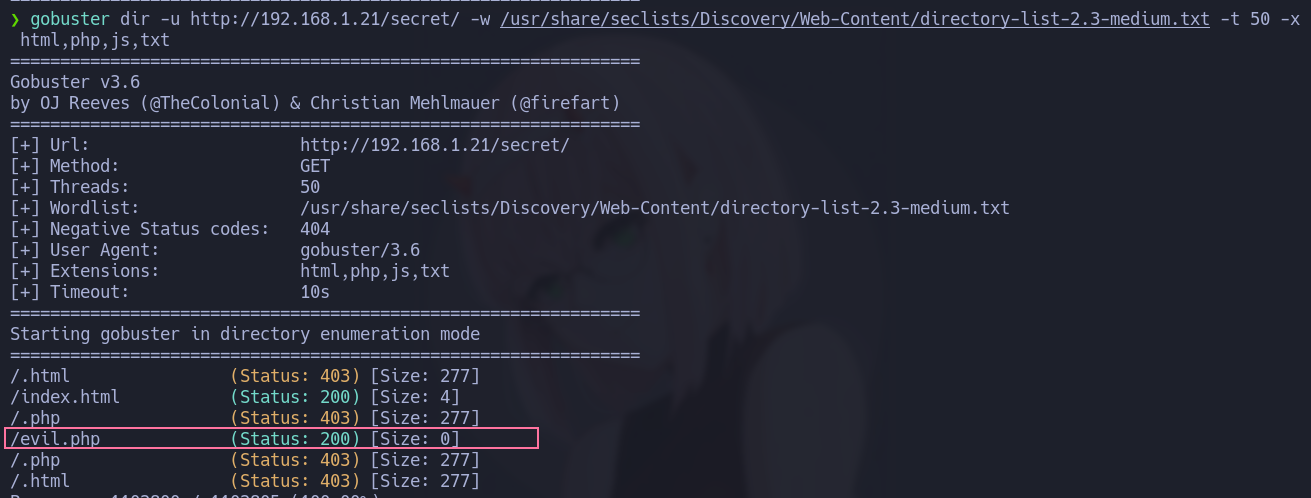 ============================================================
❯ gobuster dir -u http://192.168.1.21/secret/ -w /usr/share/seclists/Discovery/Web-Content/directory-list-2.3-medium.txt -t 50 -x
html,php,js,txt
===============================================================
Gobuster v3.6
by OJ Reeves (@TheColonial) & Christian Mehlmauer (@firefart)
===============================================================
[+] Url: http://192.168.1.21/secret/
[+] Method: GET
[+] Threads: 50
[+] Wordlist: /usr/share/seclists/Discovery/Web-Content/directory-list-2.3-medium.txt
[+] Negative Status codes: 404
[+] User Agent: gobuster/3.6
[+] Extensions: html,php,js,txt
[+] Timeout: 10s
===============================================================
Starting gobuster in directory enumeration mode
===============================================================
/.html (Status: 403) [Size: 277]
/index.html (Status: 200) [Size: 4]
/.php (Status: 403) [Size: 277]
/evil.php (Status: 200) [Size: 0]
/.php (Status: 403) [Size: 277]
/.html (Status: 403) [Size: 277]